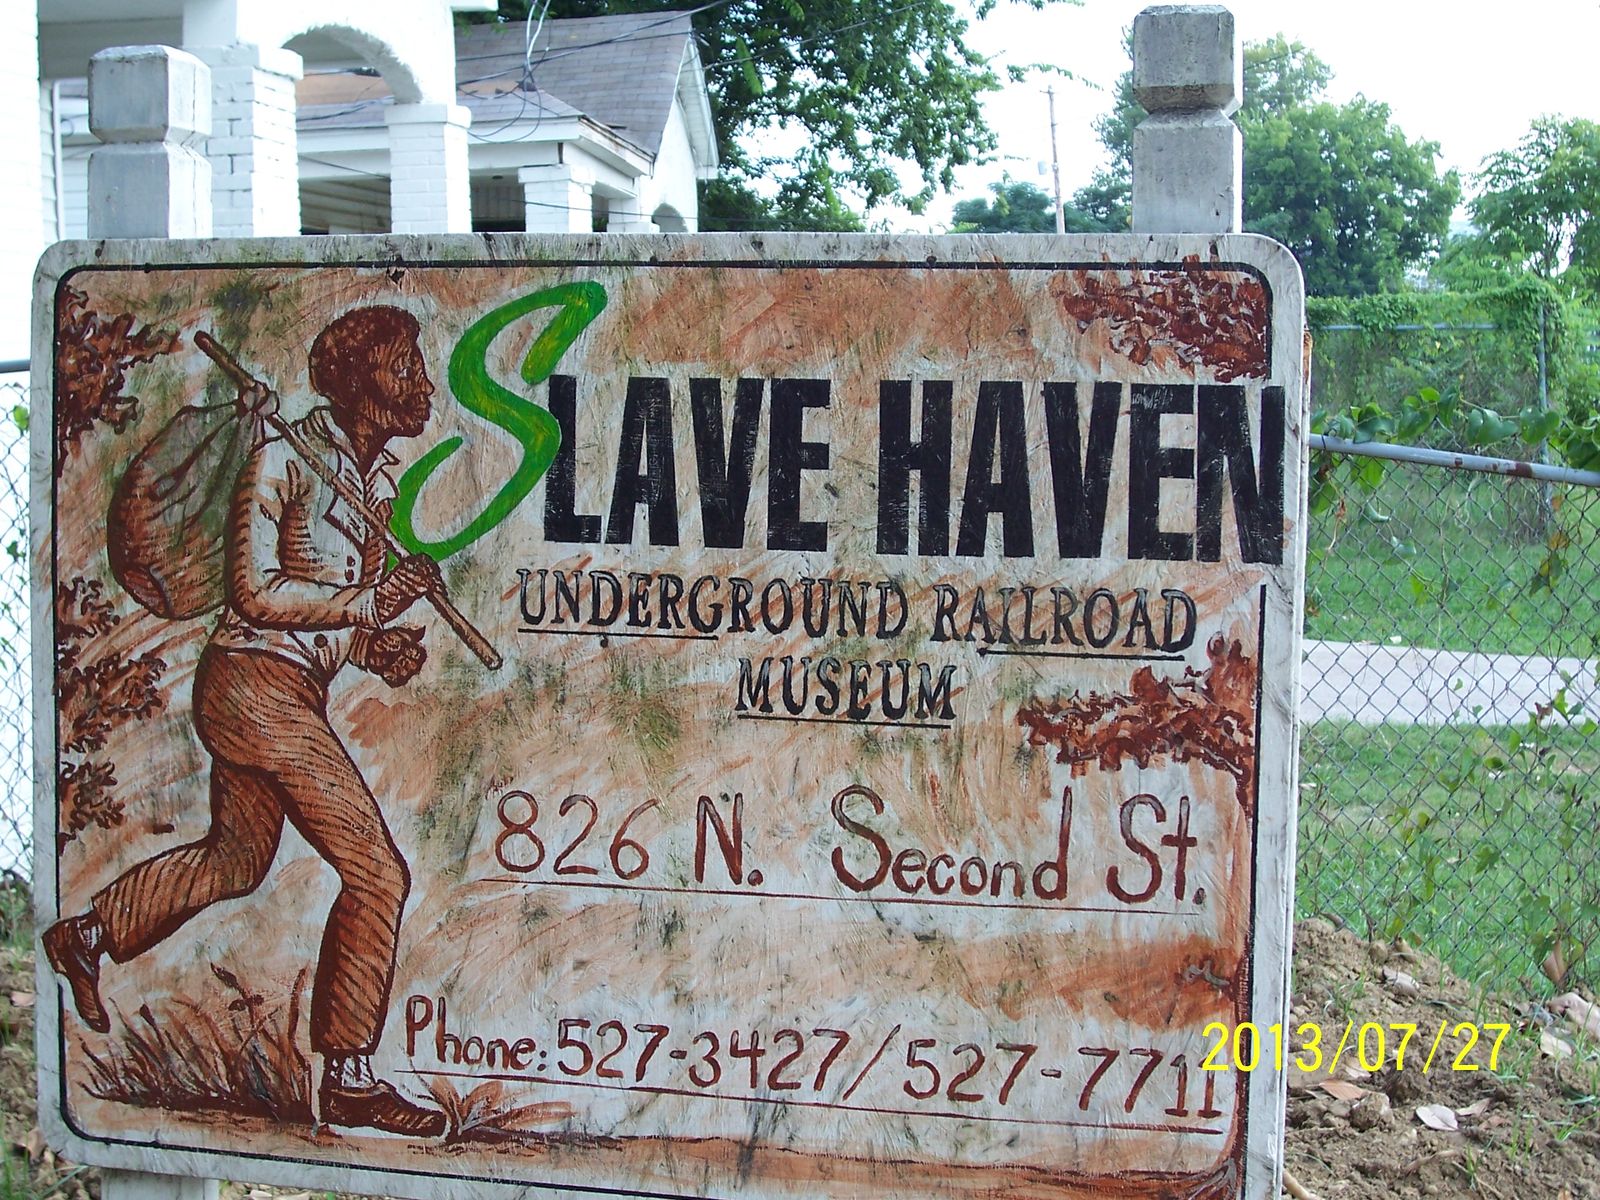 SLAVE HAVEN
UNDERGROUND RAILROAD
MUSEUM
826 N. Second St.
Phone: 527-3427/527-7711
2013/07/27